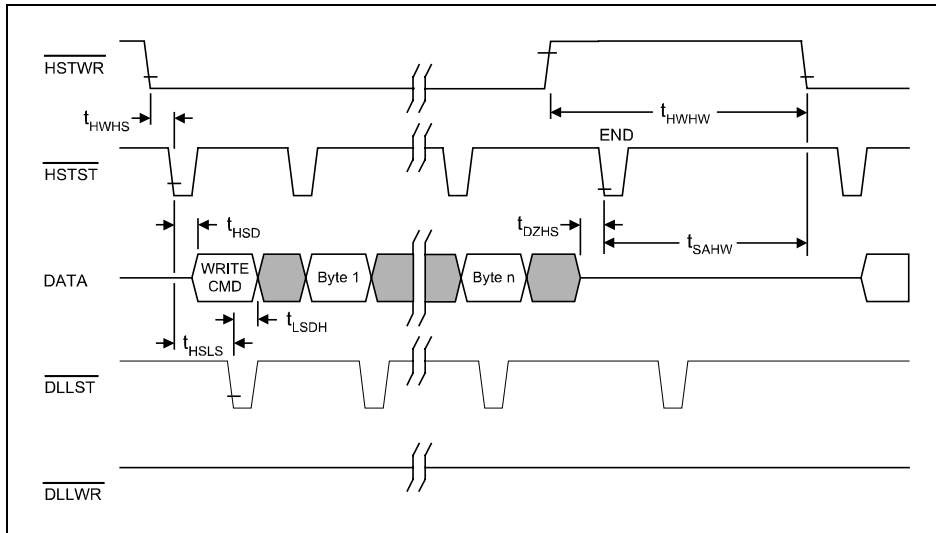 HSTWR
tHWHS
tHWHW
END
HSTST
tHSD
tDZHS
tSAHW
DATA
WRITE
CMD
Byte 1
Byte n
tLSDH
tHSLS
DLLST
DLLWR